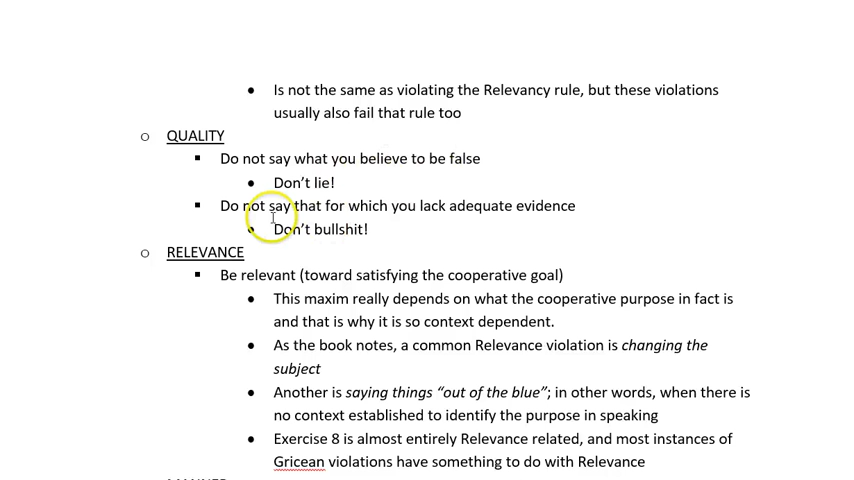 ● Is not the same as violating the Relevancy rule, but these violations
usually also fail that rule too
o QUALITY
▪ Do not say what you believe to be false
● Don't lie!
▪ Do not say that for which you lack adequate evidence
● Don't bullshit!
o RELEVANCE
▪ Be relevant (toward satisfying the cooperative goal)
● This maxim really depends on what the cooperative purpose in fact is
and that is why it is so context dependent.
● As the book notes, a common Relevance violation is changing the
subject
● Another is saying things “out of the blue”; in other words, when there is
no context established to identify the purpose in speaking
● Exercise 8 is almost entirely Relevance related, and most instances of
Gricean violations have something to do with Relevance